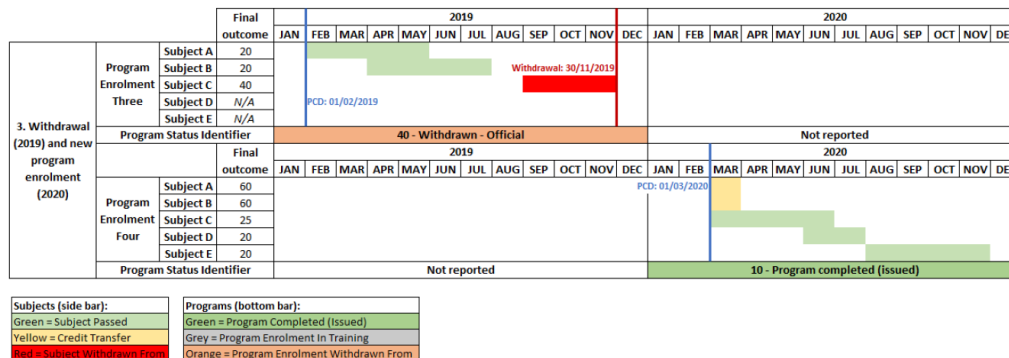 Final outcome 2019 2020
JAN FEB MAR APR MAY JUN JUL AUG SEP OCT NOV DEC JAN FEB MAR APR MAY JUN JUL AUG SEP OCT NOV
3. Withdrawal (2019) and new program enrolment (2020)
Program Enrolment Three
Subject A 20
Subject B 20
Withdrawal: 30/11/2019
Subject C 40
Subject D N/A
PCD: 01/02/2019
Subject E N/A
Program Status Identifier 40 - Withdrawn - Official Not reported
Final outcome 2019 2020
JAN FEB MAR APR MAY JUN JUL AUG SEP OCT NOV DEC JAN FEB MAR APR MAY JUN JUL AUG SEP OCT NOV
Program Enrolment Four
Subject A 60
PCD: 01/03/2020
Subject B 60
Subject C 25
Subject D 20
Subject E 20
Program Status Identifier Not reported 10 - Program completed (issued)
Subjects (side bar): Programs (bottom bar):
Green = Subject Passed Green = Program Completed (Issued)
Yellow = Credit Transfer Grey = Program Enrolment In Training
Red = Subject Withdrawn From Orange = Program Enrolment Withdrawn From